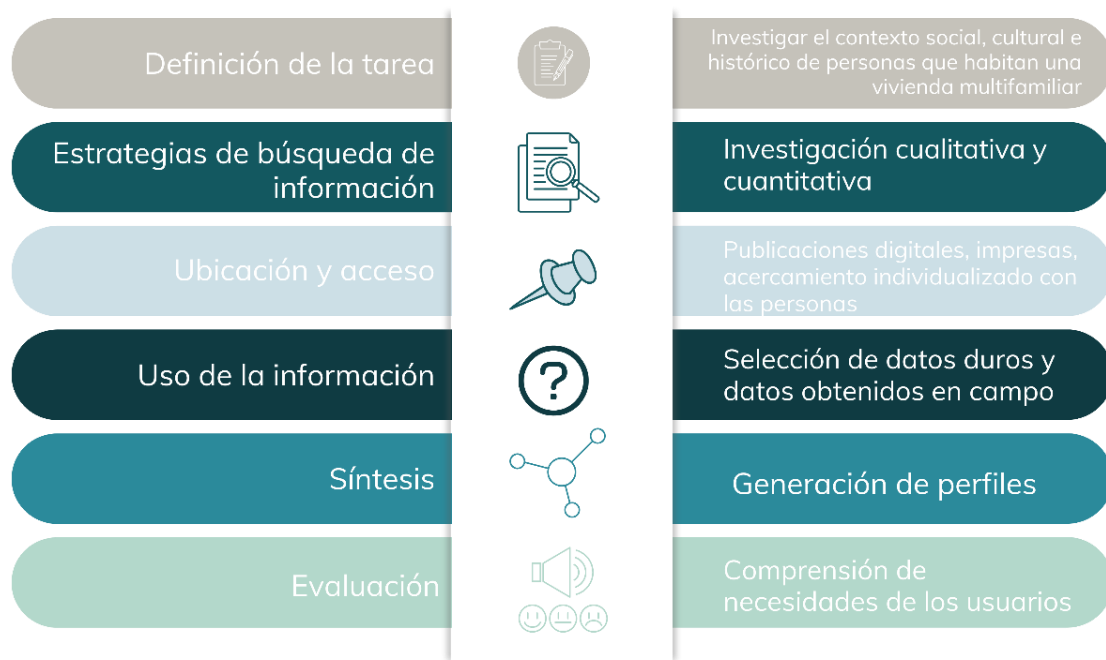 Definición de la tarea
Investigar el contexto social, cultural e
histórico de personas que habitan una
vivienda multifamiliar
Estrategias de búsqueda de
información
Investigación cualitativa y
cuantitativa
Ubicación y acceso
Publicaciones digitales, impresas,
acercamiento individualizado con
las personas
Uso de la información
?
Selección de datos duros y
datos obtenidos en campo
Síntesis
Generación de perfiles
Evaluación
Comprensión de
necesidades de los usuarios